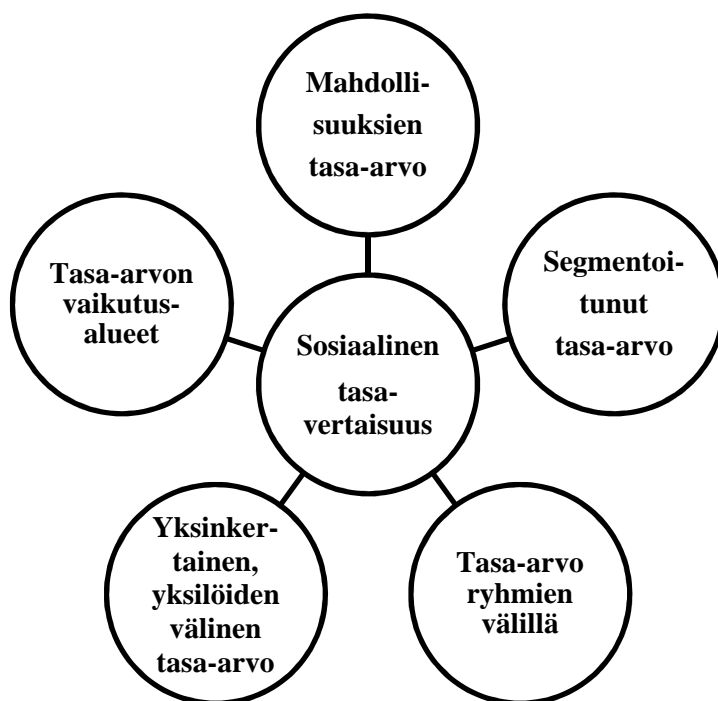 Mahdolli-
suuksien
tasa-arvo
Tasa-arvon
vaikutus-
alueet
Segmentoi-
tunut
tasa-arvo
Sosiaalinen
tasa-
vertaisuus
Yksinker-
tainen,
yksilöiden
välinen
tasa-arvo
Tasa-arvo
ryhmien
välillä